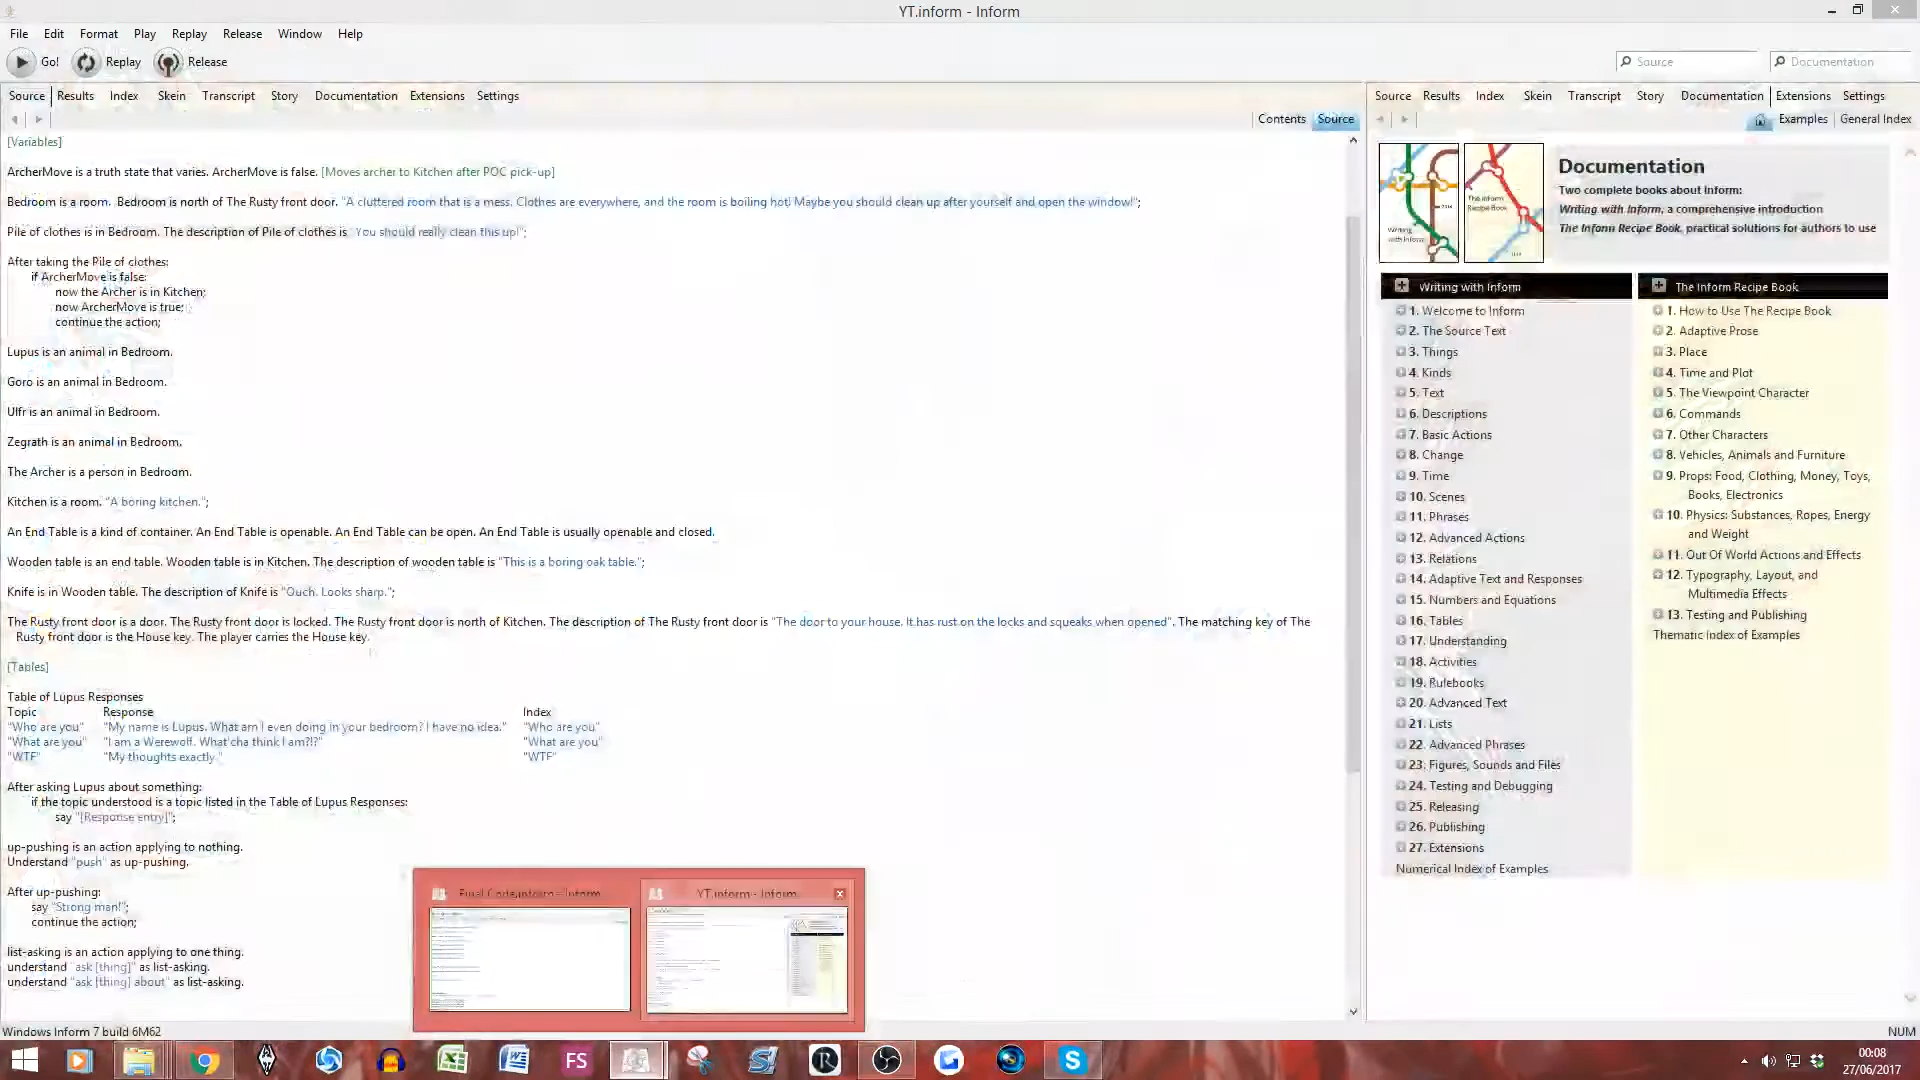 YT.inform - Inform
File Edit Format Play Replay Release Window Help
Go! Replay Release
Source Documentation
Source Results Index Skein Transcript Story Documentation Extensions Settings
Contents Source
[Variables]
ArcherMove is a truth state that varies. ArcherMove is false. [Moves archer to Kitchen after POC pick-up]
Bedroom is a room. Bedroom is north of The Rusty front door. "A cluttered room that is a mess. Clothes are everywhere, and the room is boiling hot! Maybe you should clean up after yourself and open the window!";
Pile of clothes is in Bedroom. The description of Pile of clothes is "You should really clean this up!";
After taking the Pile of clothes:
if ArcherMove is false:
now the Archer is in Kitchen;
now ArcherMove is true;
continue the action;
Lupus is an animal in Bedroom.
Goro is an animal in Bedroom.
Ulfr is an animal in Bedroom.
Zegrath is an animal in Bedroom.
The Archer is a person in Bedroom.
Kitchen is a room. "A boring kitchen.";
An End Table is a kind of container. An End Table is openable. An End Table can be open. An End Table is usually openable and closed.
Wooden table is an end table. Wooden table is in Kitchen. The description of wooden table is "This is a boring oak table.";
Knife is in Wooden table. The description of Knife is "Ouch. Looks sharp.";
The Rusty front door is a door. The Rusty front door is locked. The Rusty front door is north of Kitchen. The description of The Rusty front door is "The door to your house. It has rust on the locks and squeaks when opened". The matching key of The
Rusty front door is the House key. The player carries the House key.
[Tables]
Table of Lupus Responses
Topic Response Index
"Who are you" "My name is Lupus. What am I even doing in your bedroom? I have no idea." "Who are you"
"What are you" "I am a Werewolf. What'cha think I am?!?" "What are you"
"WTF" "My thoughts exactly." "WTF"
After asking Lupus about something:
if the topic understood is a topic listed in the Table of Lupus Responses:
say "[Response entry]";
up-pushing is an action applying to nothing.
Understand "push" as up-pushing.
After up-pushing:
say "Strong man!";
continue the action;
list-asking is an action applying to one thing.
understand "ask [thing]" as list-asking.
understand "ask [thing] about" as list-asking.
Source Results Index Skein Transcript Story Documentation Extensions Settings
Examples General Index
Documentation
Two complete books about Inform:
Writing with Inform, a comprehensive introduction
The Inform Recipe Book, practical solutions for authors to use
Writing with Inform
The Inform Recipe Book
Writing with Inform
1. Welcome to Inform
2. The Source Text
3. Things
4. Kinds
5. Text
6. Descriptions
7. Basic Actions
8. Change
9. Time
10. Scenes
11. Phrases
12. Advanced Actions
13. Relations
14. Adaptive Text and Responses
15. Numbers and Equations
16. Tables
17. Understanding
18. Activities
19. Rulebooks
20. Advanced Text
21. Lists
22. Advanced Phrases
23. Figures, Sounds and Files
24. Testing and Debugging
25. Releasing
26. Publishing
27. Extensions
Numerical Index of Examples
The Inform Recipe Book
1. How to Use The Recipe Book
2. Adaptive Prose
3. Place
4. Time and Plot
5. The Viewpoint Character
6. Commands
7. Other Characters
8. Vehicles, Animals and Furniture
9. Props: Food, Clothing, Money, Toys,
Books, Electronics
10. Physics: Substances, Ropes, Energy
and Weight
11. Out Of World Actions and Effects
12. Typography, Layout, and
Multimedia Effects
13. Testing and Publishing
Thematic Index of Examples
Final Code.inform - Inform YT.inform - Inform
Windows Inform 7 build 6M62
NUM
FS
00:08
27/06/2017